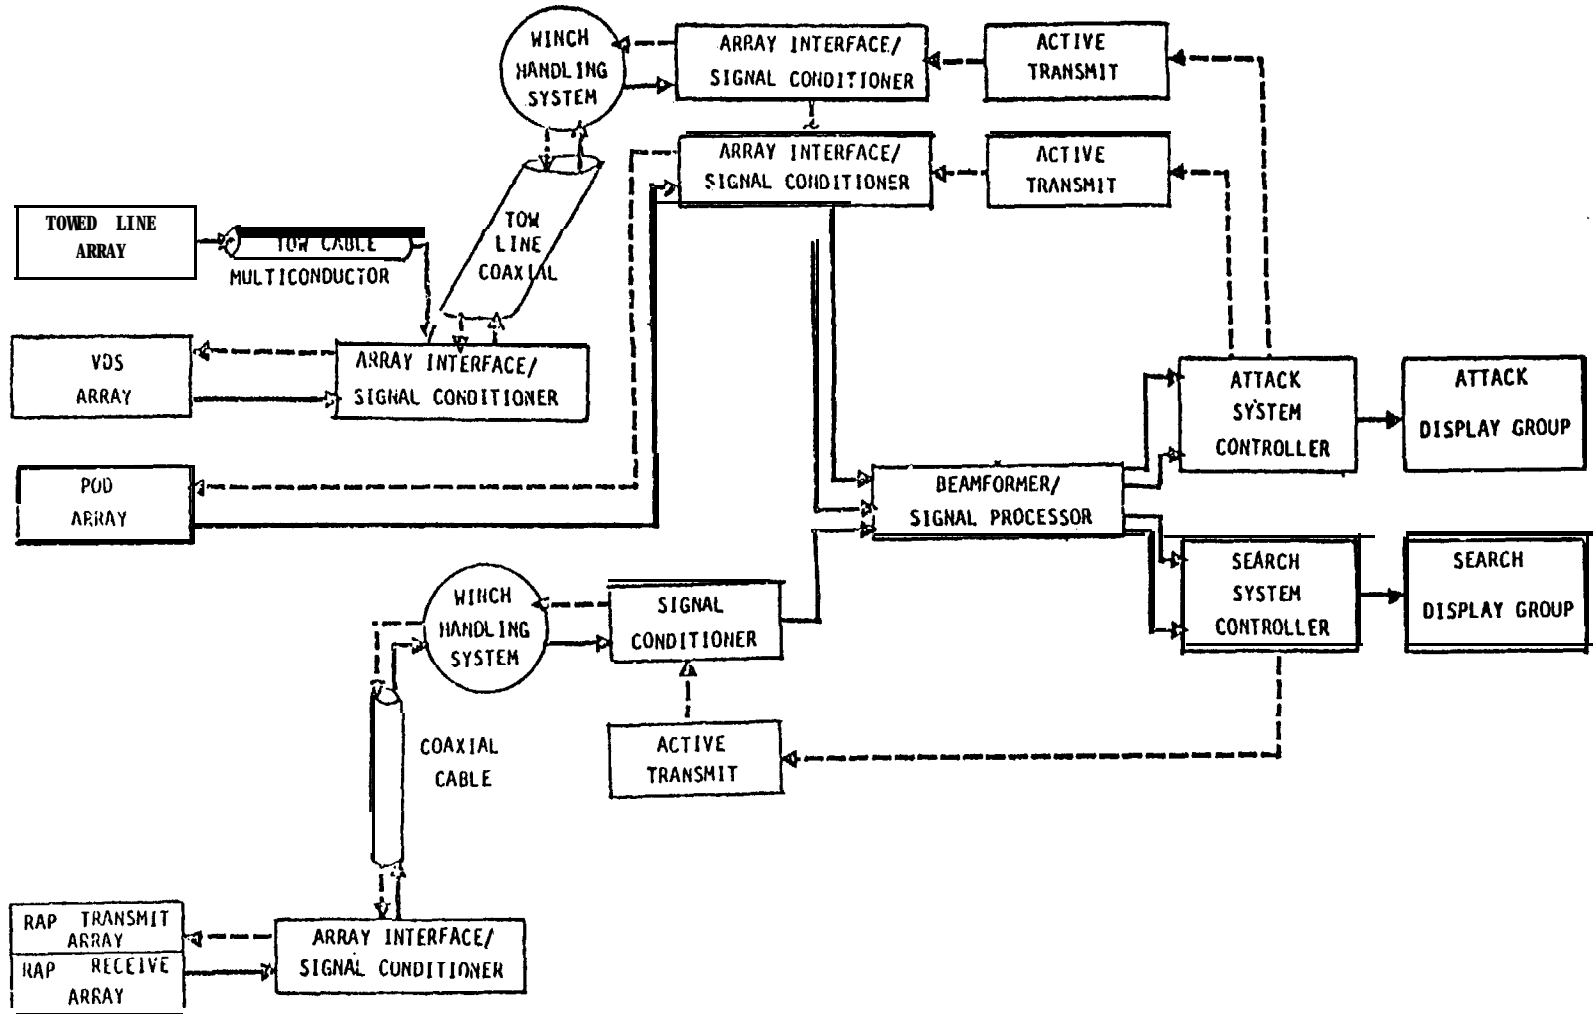 WINCH
HANDLING
SYSTEM
ARRAY INTERFACE/
SIGNAL CONDITIONER
ACTIVE
TRANSMIT
ARRAY INTERFACE/
SIGNAL CONDITIONER
ACTIVE
TRANSMIT
TOWED LINE
ARRAY
TOW CABLE
MULTICONDUCTOR
TOW
LINE
COAXIAL
VDS
ARRAY
ARRAY INTERFACE/
SIGNAL CONDITIONER
ATTACK
SYSTEM
CONTROLLER
ATTACK
DISPLAY GROUP
POD
ARRAY
BEAMFORMER/
SIGNAL PROCESSOR
WINCH
HANDLING
SYSTEM
SIGNAL
CONDITIONER
SEARCH
SYSTEM
CONTROLLER
SEARCH
DISPLAY GROUP
COAXIAL
CABLE
ACTIVE
TRANSMIT
RAP TRANSMIT
ARRAY
RAP RECEIVE
ARRAY
ARRAY INTERFACE/
SIGNAL CONDITIONER